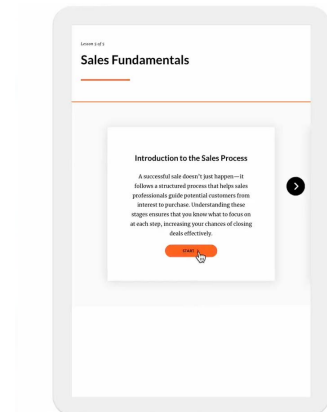 Lesson 2 of 2
Sales Fundamentals
Introduction to the Sales Process
A successful sale doesn't just happen—it
follows a structured process that helps sales
professionals guide potential customers from
interest to purchase. Understanding these
stages ensures that you know what to focus on
at each step, increasing your chances of closing
deals effectively.
START